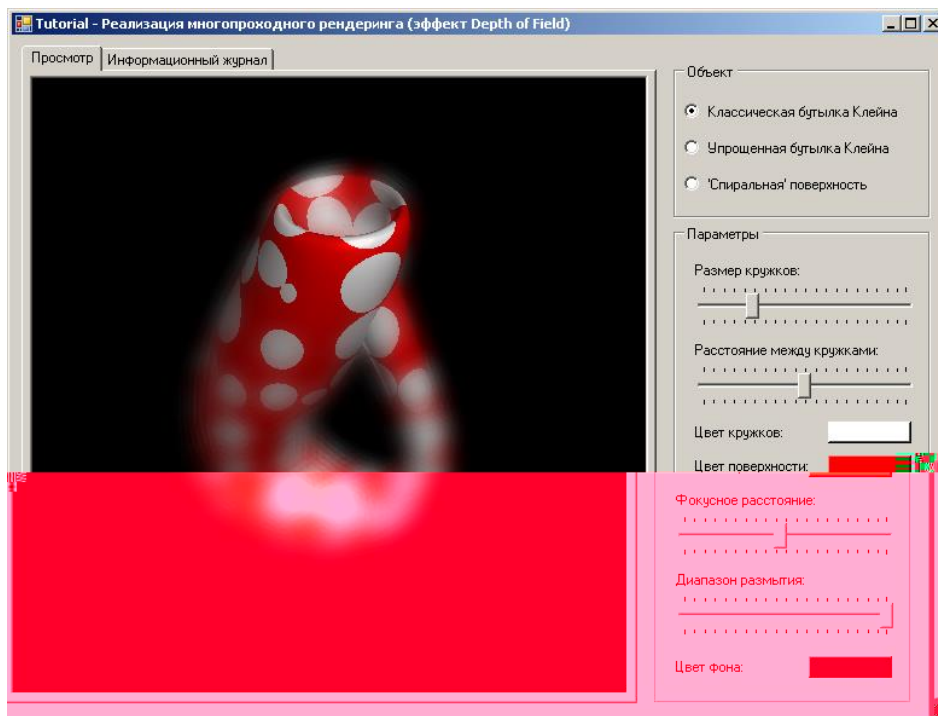 Tutorial - Реализация многопроходного рендеринга (эффект Depth of Field)
Просмотр
Информационный журнал
Объект
Классическая бутылка Клейна
Упрощенная бутылка Клейна
'Спиральная' поверхность
Параметры
Размер кружков:
Расстояние между кружками:
Цвет кружков:
Цвет поверхности:
Фокусное расстояние:
Диапазон размытия:
Цвет фона: